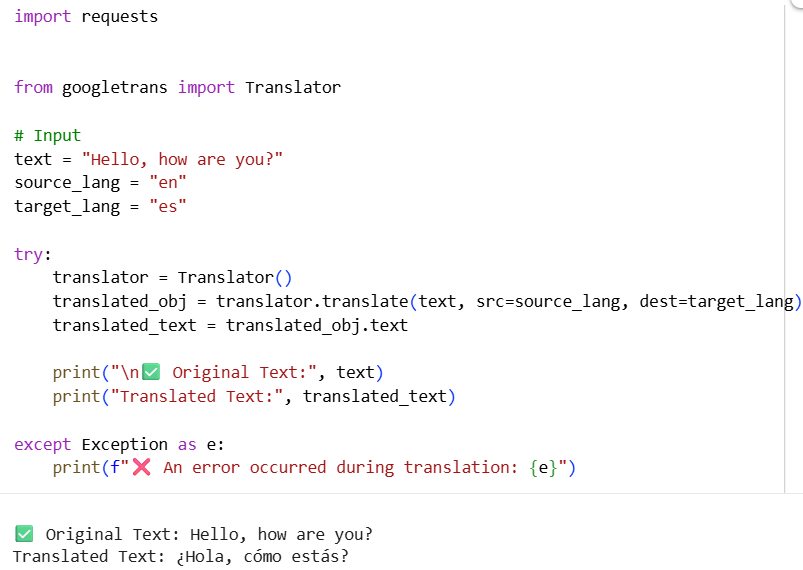 import requests
from googletrans import Translator
# Input
text = "Hello, how are you?"
source_lang = "en"
target_lang = "es"
try:
    translator = Translator()
    translated_obj = translator.translate(text, src=source_lang, dest=target_lang)
    translated_text = translated_obj.text
    print("\n✅ Original Text:", text)
    print("Translated Text:", translated_text)
except Exception as e:
    print(f"❌ An error occurred during translation: {e}")
✅ Original Text: Hello, how are you?
Translated Text: ¿Hola, cómo estás?